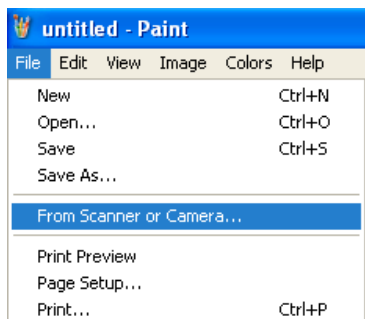 untitled - Paint
File Edit View Image Colors Help
New Ctrl+N
Open... Ctrl+O
Save Ctrl+S
Save As...
From Scanner or Camera...
Print Preview
Page Setup...
Print... Ctrl+P